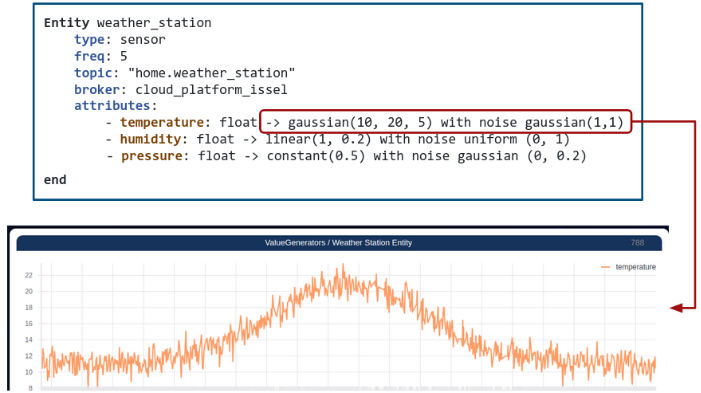 Entity weather_station
type: sensor
freq: 5
topic: "home.weather_station"
broker: cloud_platform_issel
attributes:
- temperature: float -> gaussian(10, 20, 5) with noise gaussian(1,1)
- humidity: float -> linear(1, 0.2) with noise uniform (0, 1)
- pressure: float -> constant(0.5) with noise gaussian (0, 0.2)
end
ValueGenerators / Weather Station Entity 788
temperature
22
20
18
16
14
12
10
8